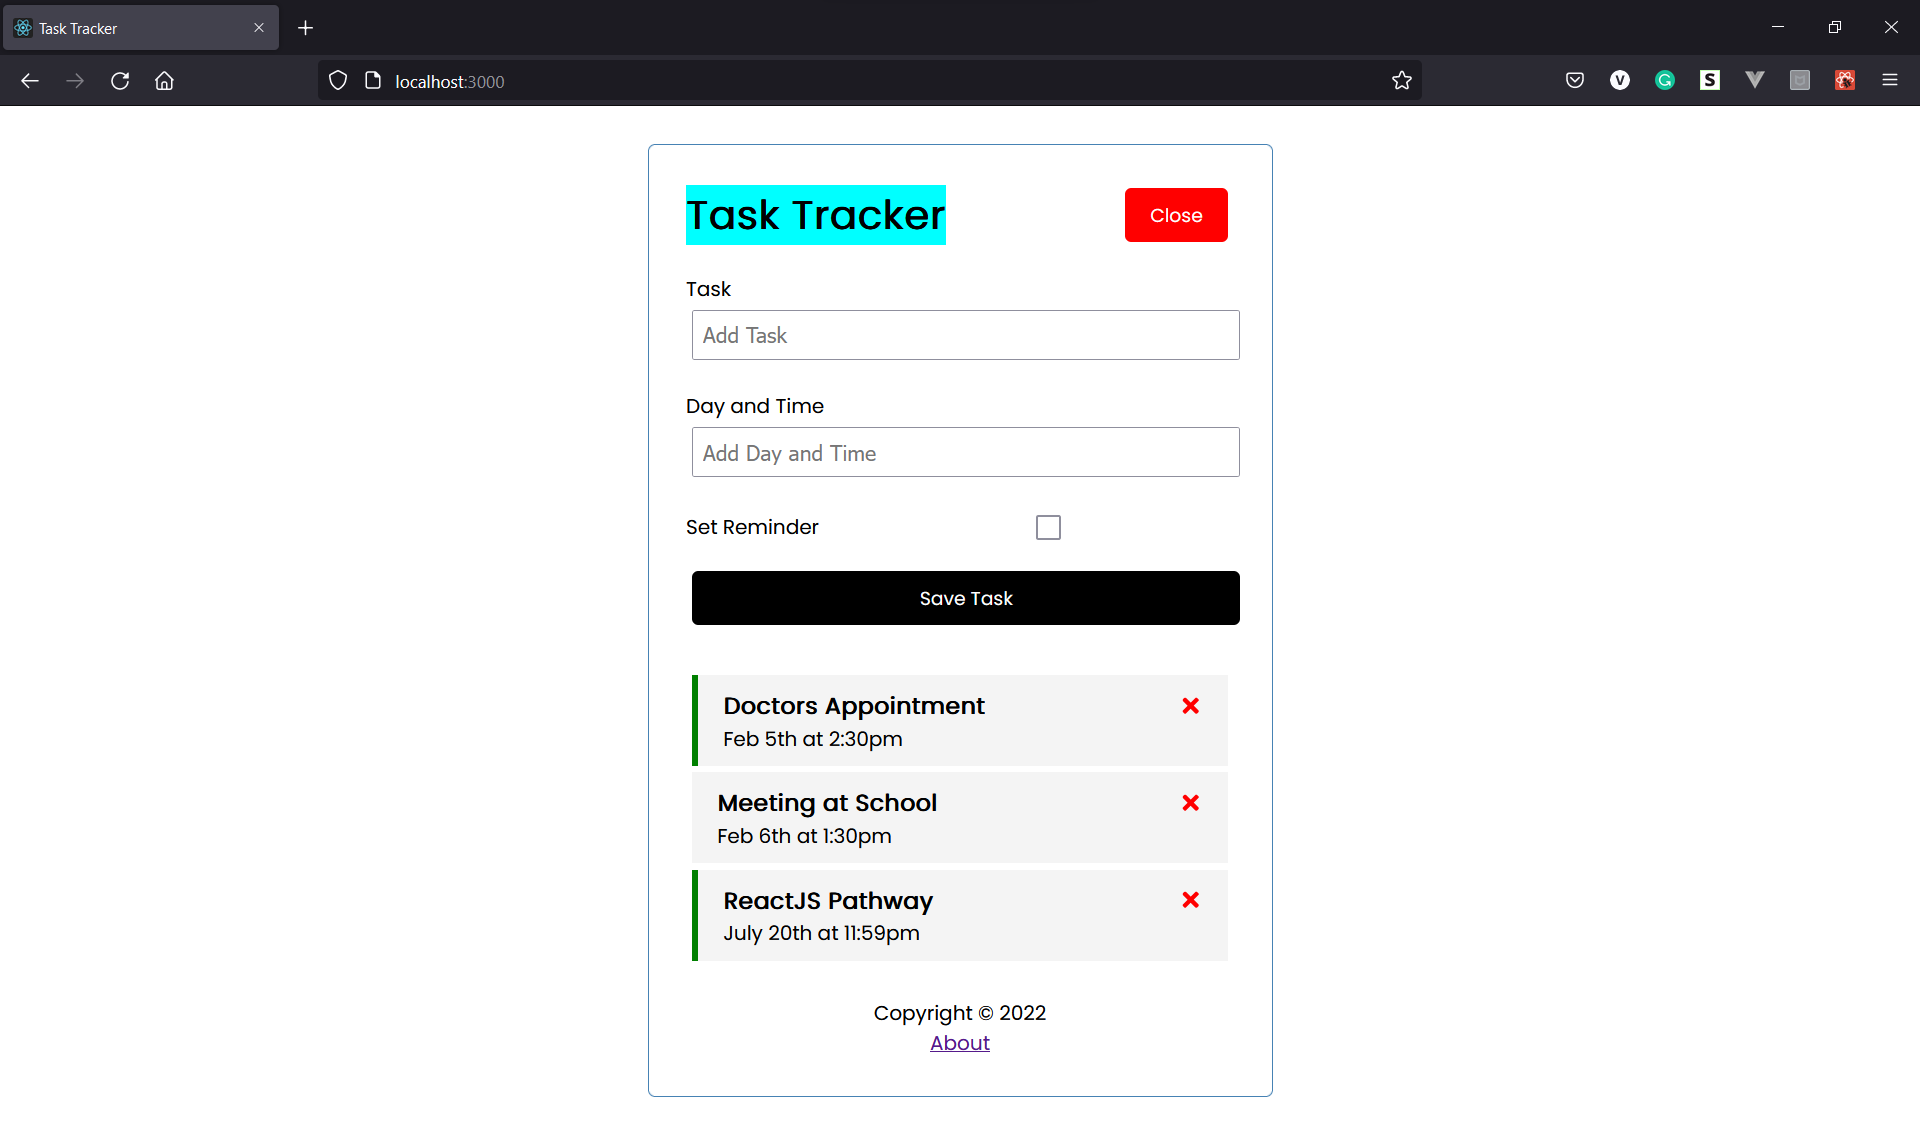 Task Tracker
localhost:3000
V
S
Task Tracker
Close
Task
Add Task
Day and Time
Add Day and Time
Set Reminder
Save Task
Doctors Appointment
Feb 5th at 2:30pm
Meeting at School
Feb 6th at 1:30pm
ReactJS Pathway
July 20th at 11:59pm
Copyright © 2022
About